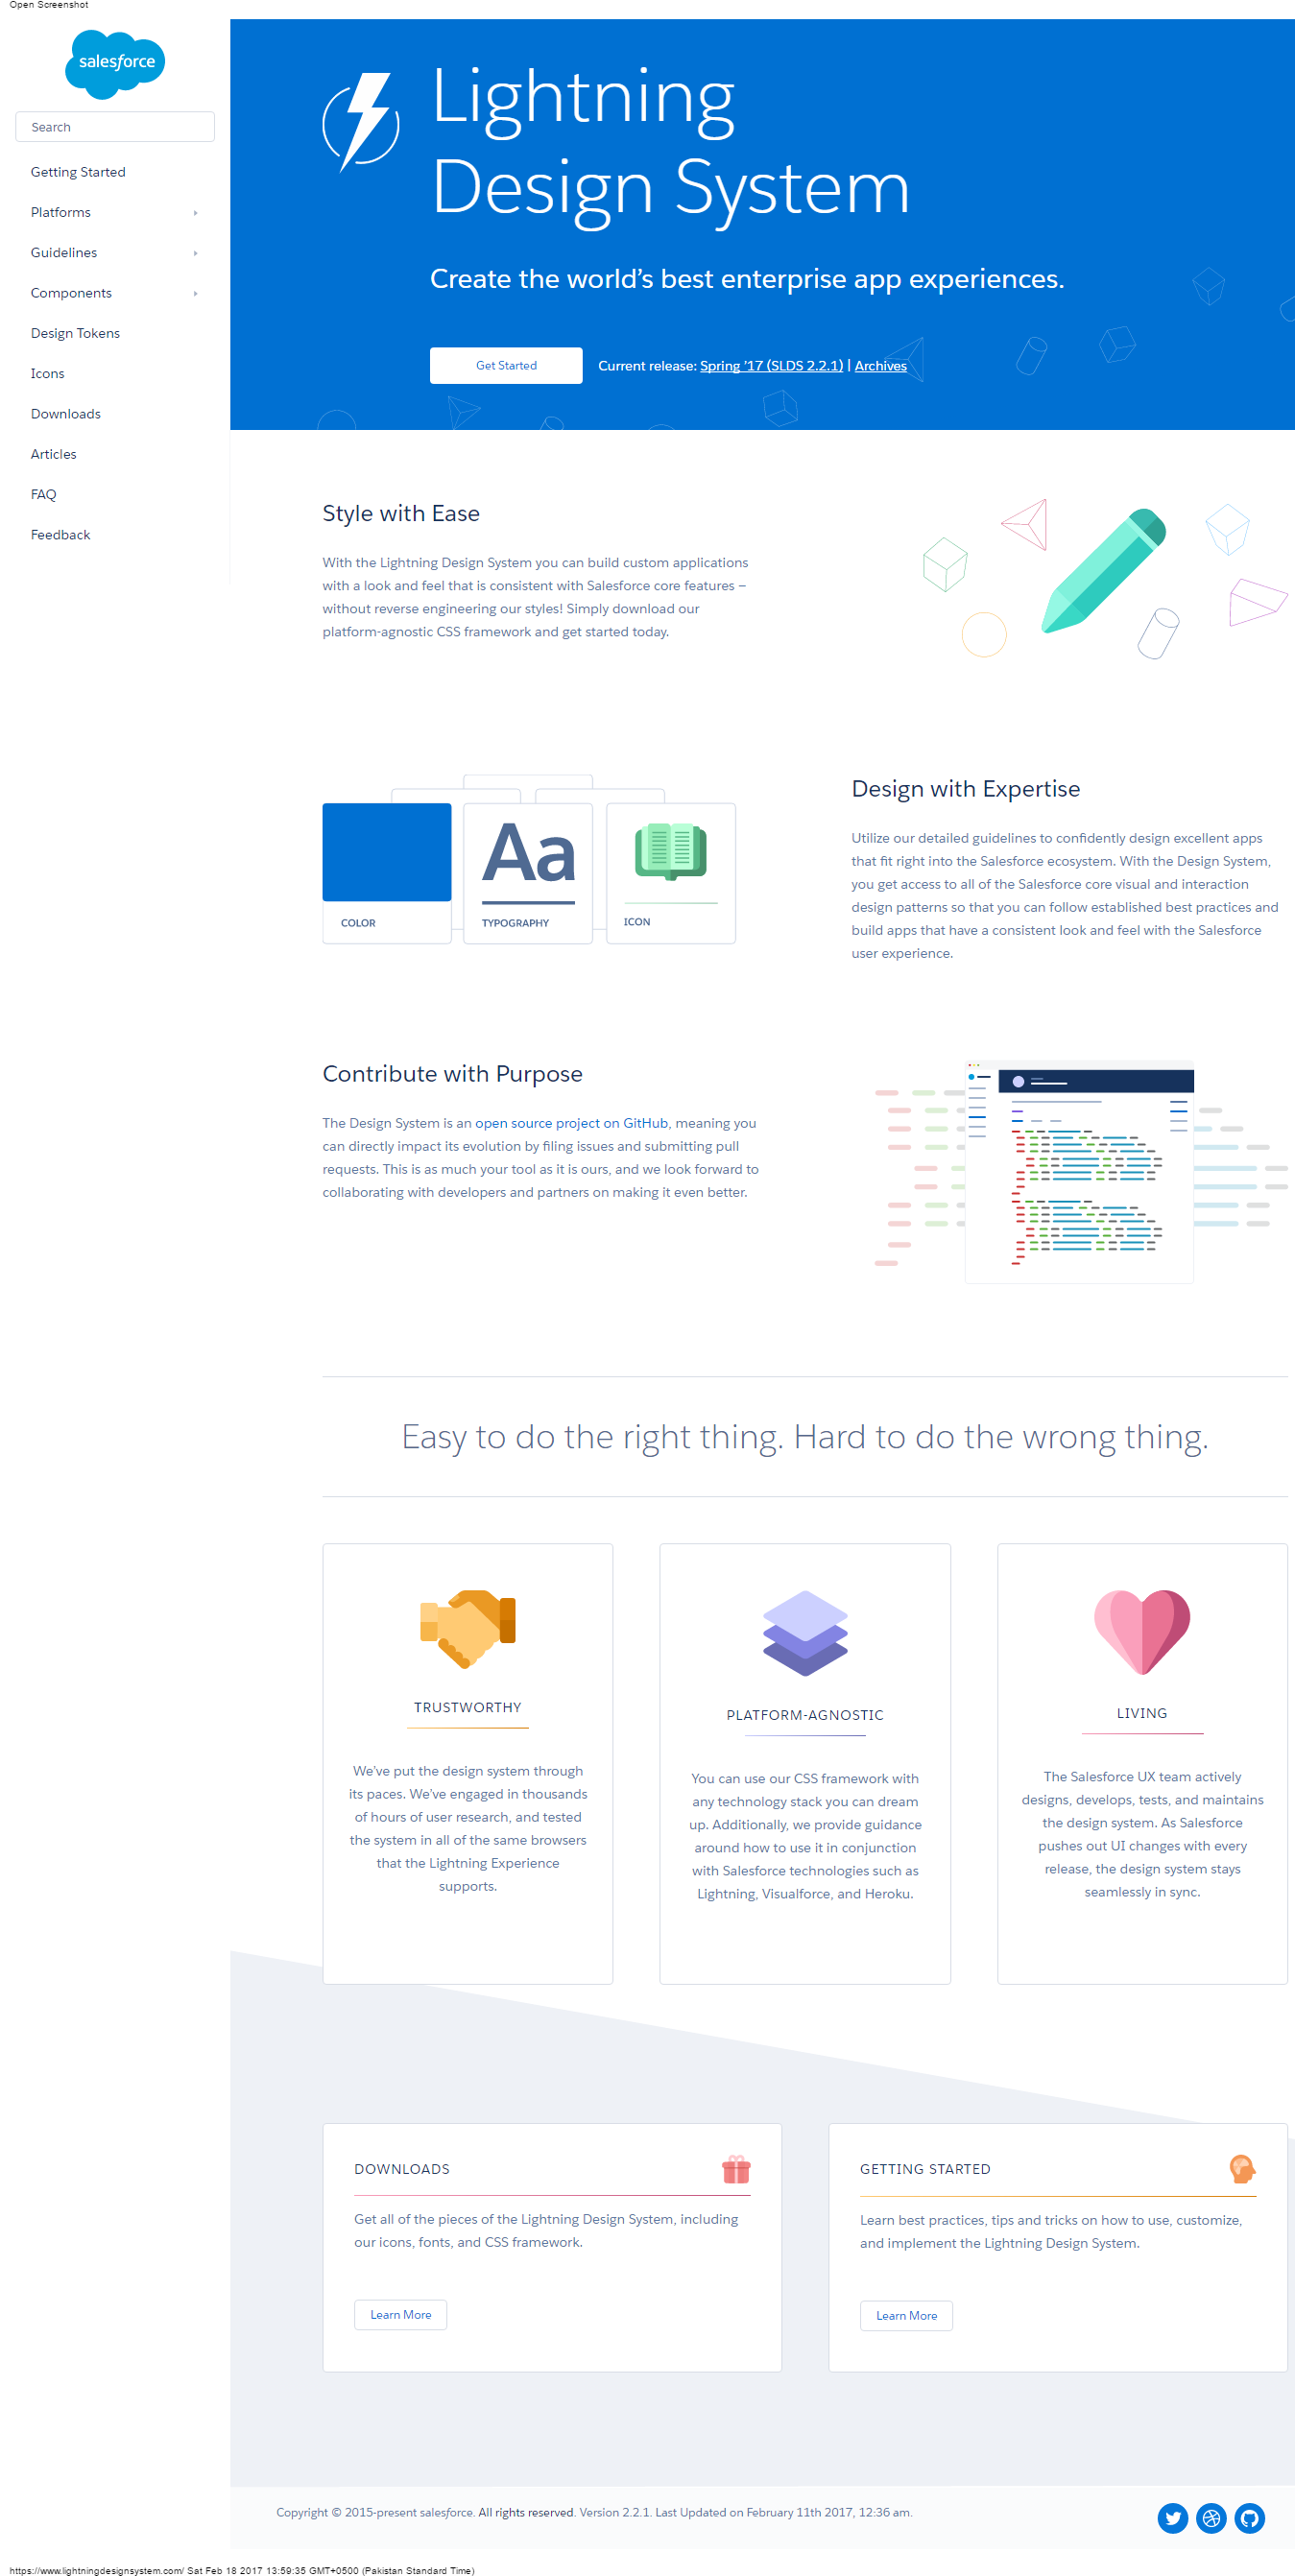 Open Screenshot
salesforce
Search
Getting Started
Platforms
Guidelines
Components
Design Tokens
Icons
Downloads
Articles
FAQ
Feedback
Lightning
Design System
Create the world's best enterprise app experiences.
Get Started
Current release: Spring '17 (SLDS 2.2.1) | Archives
Style with Ease
With the Lightning Design System you can build custom applications
with a look and feel that is consistent with Salesforce core features —
without reverse engineering our styles! Simply download our
platform-agnostic CSS framework and get started today.
COLOR
Aa
TYPOGRAPHY
ICON
Design with Expertise
Utilize our detailed guidelines to confidently design excellent apps
that fit right into the Salesforce ecosystem. With the Design System,
you get access to all of the Salesforce core visual and interaction
design patterns so that you can follow established best practices and
build apps that have a consistent look and feel with the Salesforce
user experience.
Contribute with Purpose
The Design System is an open source project on GitHub, meaning you
can directly impact its evolution by filing issues and submitting pull
requests. This is as much your tool as it is ours, and we look forward to
collaborating with developers and partners on making it even better.
Easy to do the right thing. Hard to do the wrong thing.
TRUSTWORTHY
We've put the design system through
its paces. We've engaged in thousands
of hours of user research, and tested
the system in all of the same browsers
that the Lightning Experience
supports.
PLATFORM-AGNOSTIC
You can use our CSS framework with
any technology stack you can dream
up. Additionally, we provide guidance
around how to use it in conjunction
with Salesforce technologies such as
Lightning, Visualforce, and Heroku.
LIVING
The Salesforce UX team actively
designs, develops, tests, and maintains
the design system. As Salesforce
pushes out UI changes with every
release, the design system stays
seamlessly in sync.
DOWNLOADS
Get all of the pieces of the Lightning Design System, including
our icons, fonts, and CSS framework.
Learn More
GETTING STARTED
Learn best practices, tips and tricks on how to use, customize,
and implement the Lightning Design System.
Learn More
Copyright © 2015-present salesforce. All rights reserved. Version 2.2.1. Last Updated on February 11th 2017, 12:36 am.
https://www.lightningdesignsystem.com/ Sat Feb 18 2017 13:59:35 GMT+0500 (Pakistan Standard Time)